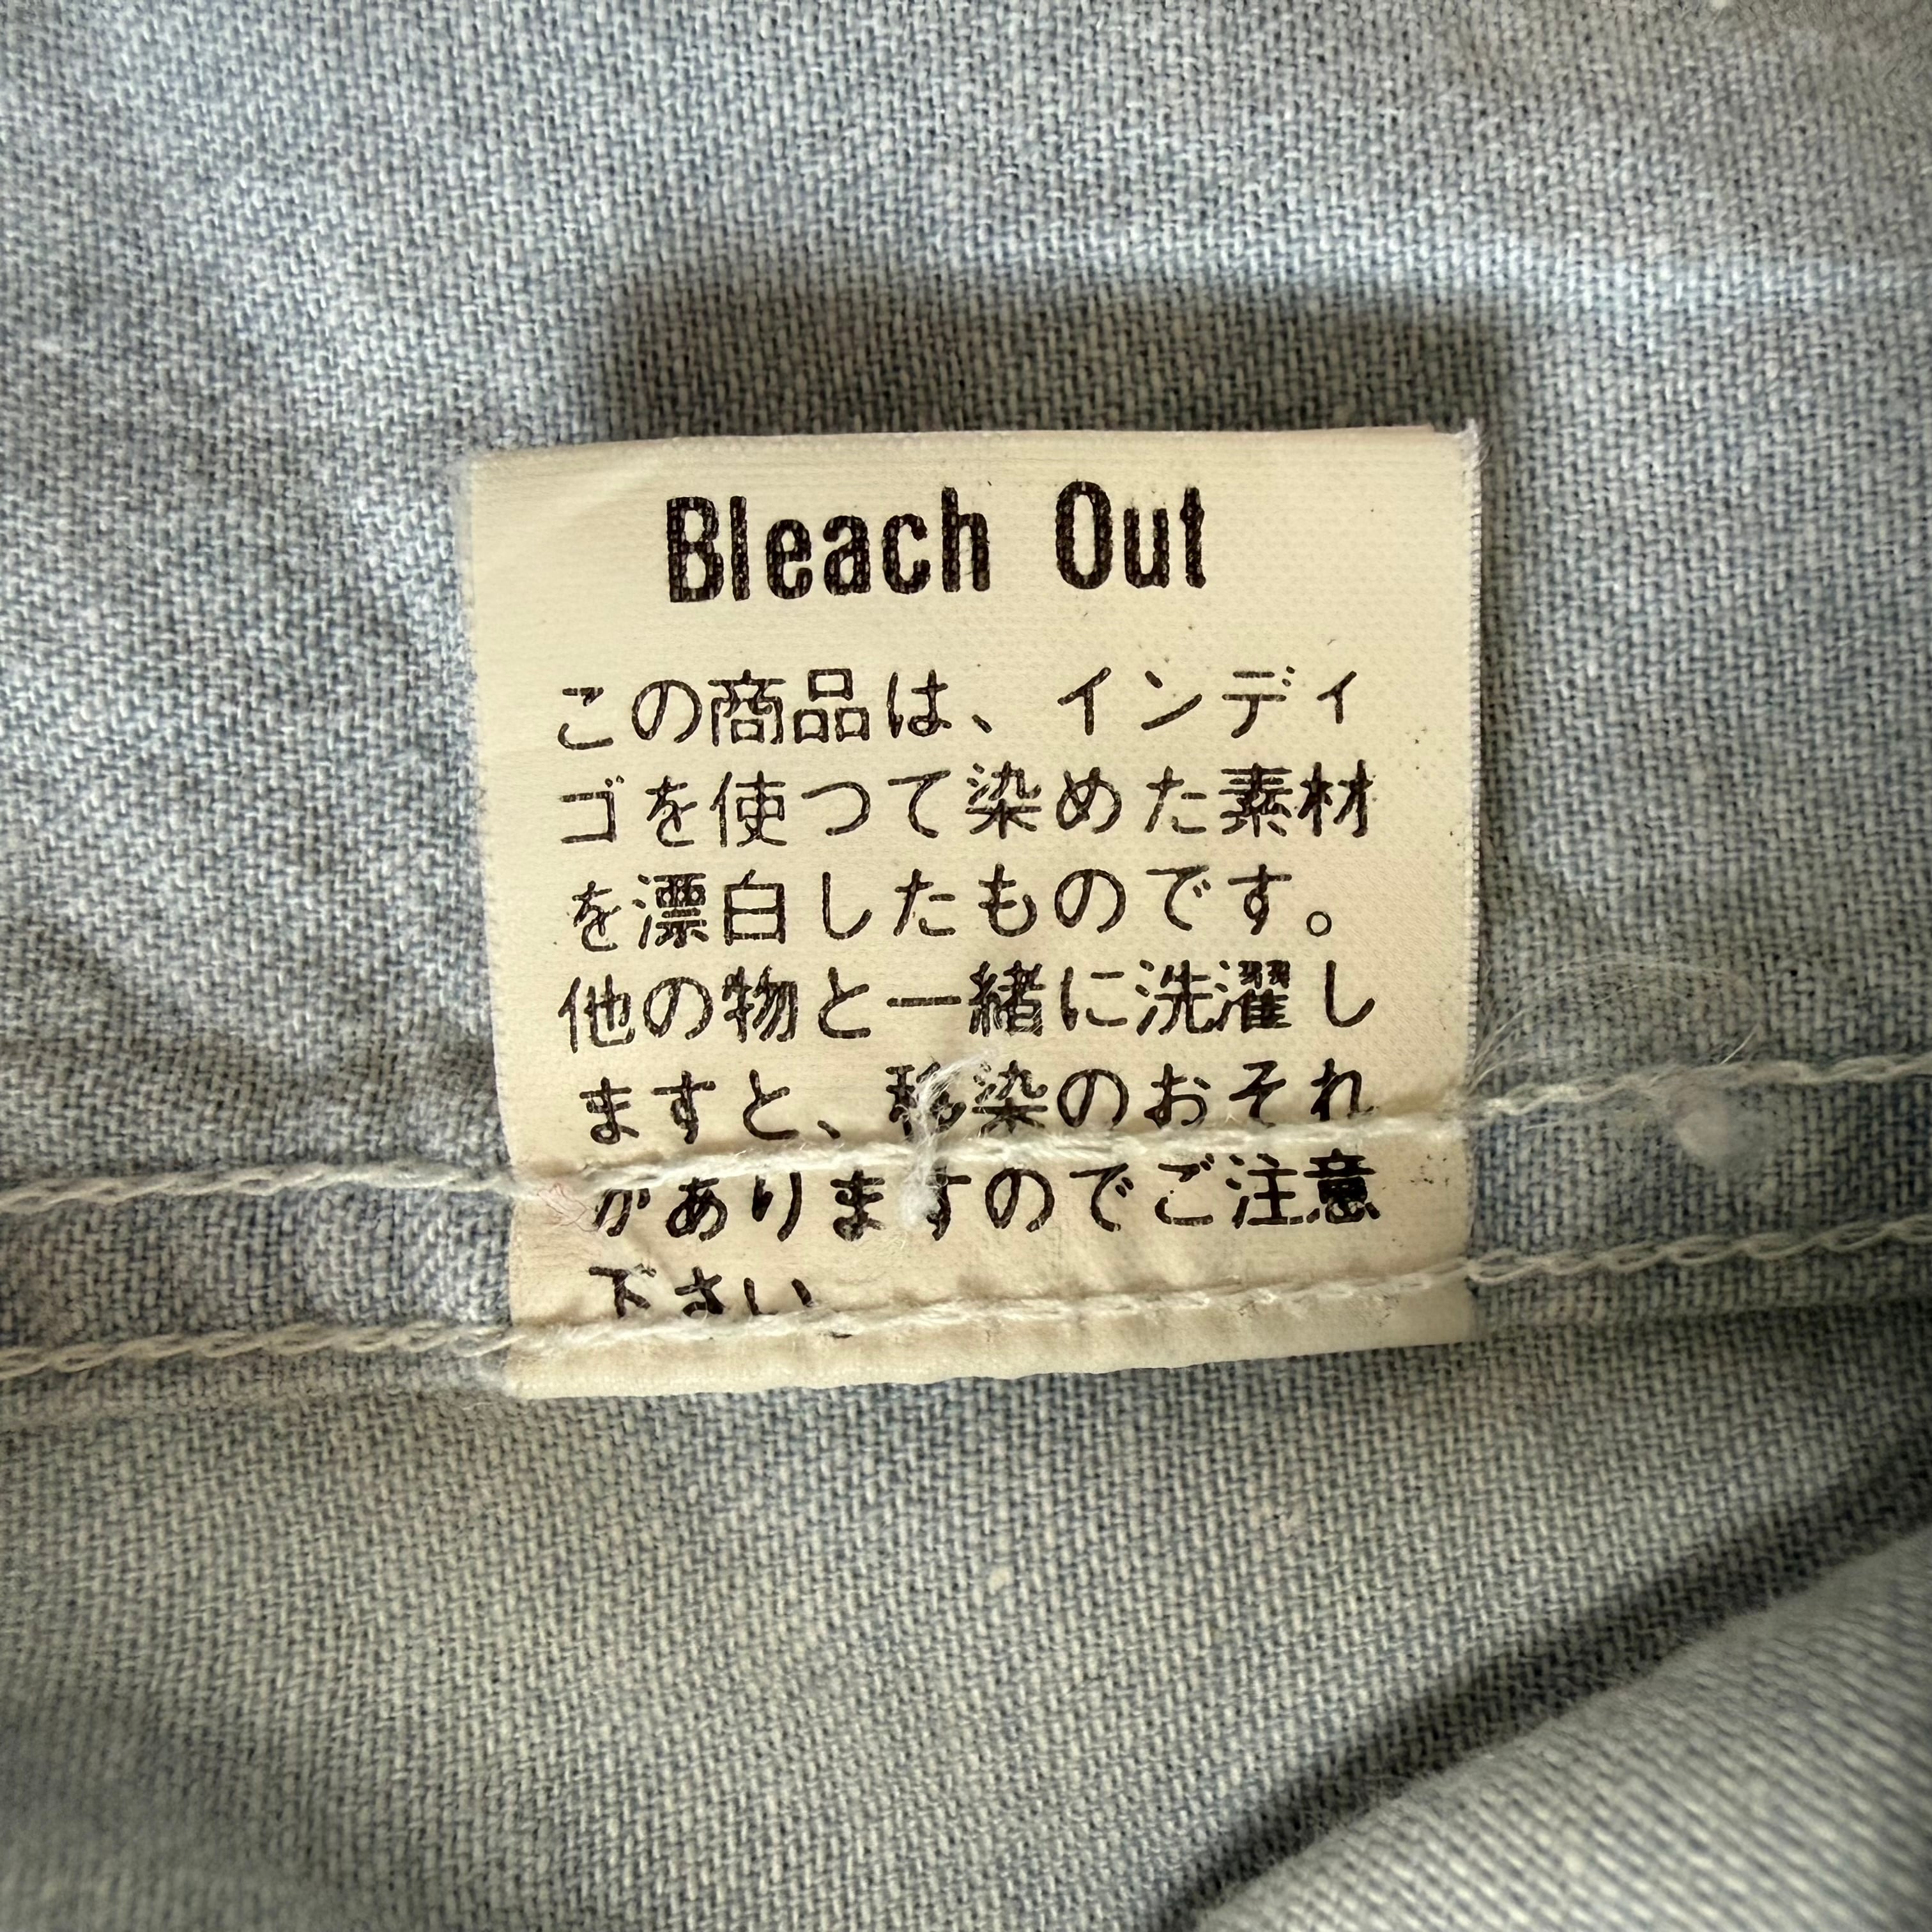 Bleach Out
この商品は、インディ
ゴを使つて染めた素材
を漂白したものです。
他の物と一緒に洗濯し
ますと、移染のおそれ
がありますのでご注意
下さい。